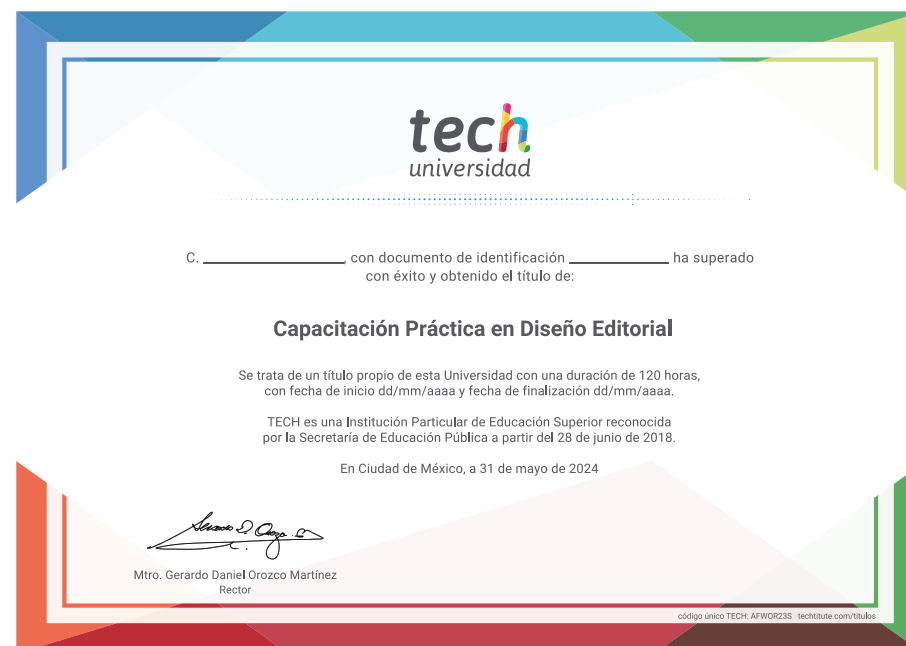 tech
universidad
C. ____________, con documento de identificación ____________ ha superado
con éxito y obtenido el título de:
Capacitación Práctica en Diseño Editorial
Se trata de un título propio de esta Universidad con una duración de 120 horas,
con fecha de inicio dd/mm/aaaa y fecha de finalización dd/mm/aaaa.
TECH es una Institución Particular de Educación Superior reconocida
por la Secretaría de Educación Pública a partir del 28 de junio de 2018.
En Ciudad de México, a 31 de mayo de 2024
Mtro. Gerardo Daniel Orozco Martínez
Rector
código único TECH: AFWOR23S techtitute.com/titulos